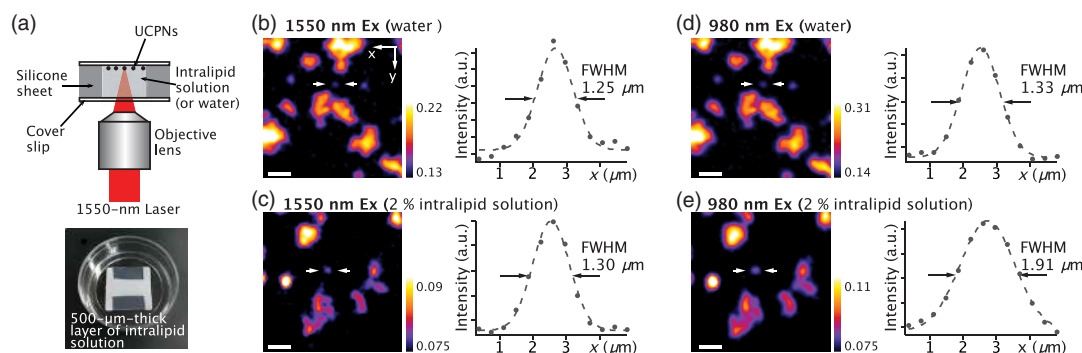 (a)
UCPNs
Silicone
sheet
Intralipid
solution
(or water)
Cover
slip
Objective
lens
1550-nm Laser
500-μm-thick
layer of intralipid
solution
(b) 1550 nm Ex (water )
x
y
0.22
0.13
Intensity (a.u.)
FWHM
1.25 μm
1 2 3 x (μm)
(c) 1550 nm Ex (2 % intralipid solution)
0.09
0.075
Intensity (a.u.)
FWHM
1.30 μm
1 2 3 x (μm)
(d) 980 nm Ex (water)
0.31
0.14
Intensity (a.u.)
FWHM
1.33 μm
1 2 3 x (μm)
(e) 980 nm Ex (2 % intralipid solution)
0.11
0.075
Intensity (a.u.)
FWHM
1.91 μm
1 2 3 x (μm)